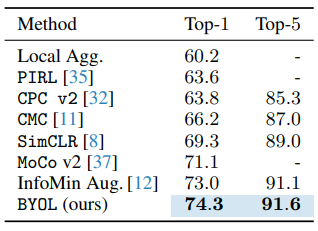 Method Top-1 Top-5
Local Agg. 60.2 -
PIRL [35] 63.6 -
CPC v2 [32] 63.8 85.3
CMC [11] 66.2 87.0
SimCLR [8] 69.3 89.0
MoCo v2 [37] 71.1 -
InfoMin Aug. [12] 73.0 91.1
BYOL (ours) 74.3 91.6